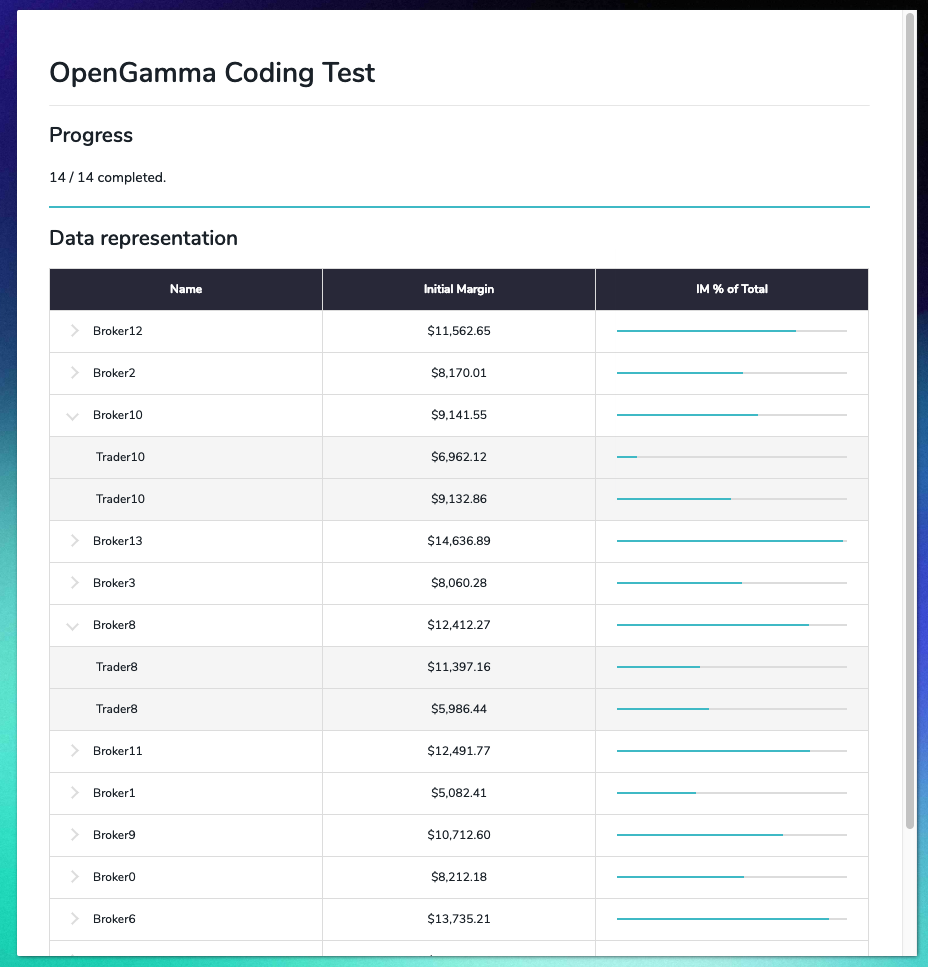 OpenGamma Coding Test
Progress
14 / 14 completed.
Data representation
Name Initial Margin IM % of Total
Broker12 $11,562.65
Broker2 $8,170.01
Broker10 $9,141.55
Trader10 $6,962.12
Trader10 $9,132.86
Broker13 $14,636.89
Broker3 $8,060.28
Broker8 $12,412.27
Trader8 $11,397.16
Trader8 $5,986.44
Broker11 $12,491.77
Broker1 $5,082.41
Broker9 $10,712.60
Broker0 $8,212.18
Broker6 $13,735.21